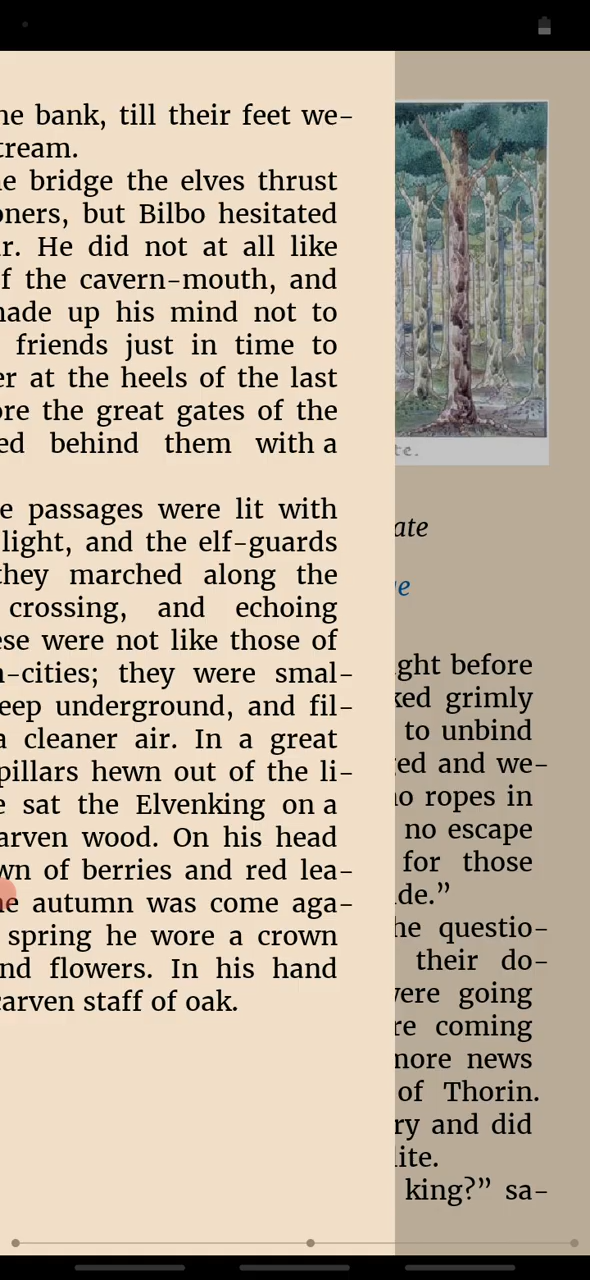 he bank, till their feet we-
tream.
e bridge the elves thrust
oners, but Bilbo hesitated
r. He did not at all like
f the cavern-mouth, and
nade up his mind not to
friends just in time to
er at the heels of the last
ore the great gates of the
ed behind them with a
e passages were lit with
light, and the elf-guards
they marched along the
crossing, and echoing
ese were not like those of
n-cities; they were smal-
eep underground, and fil-
a cleaner air. In a great
pillars hewn out of the li-
e sat the Elvenking on a
arven wood. On his head
wn of berries and red lea-
he autumn was come aga-
spring he wore a crown
nd flowers. In his hand
carven staff of oak.
te.
ate
e
ght before
ked grimly
to unbind
ged and we-
no ropes in
no escape
for those
de.”
he questio-
their do-
were going
re coming
more news
of Thorin.
ry and did
lite.
king?” sa-